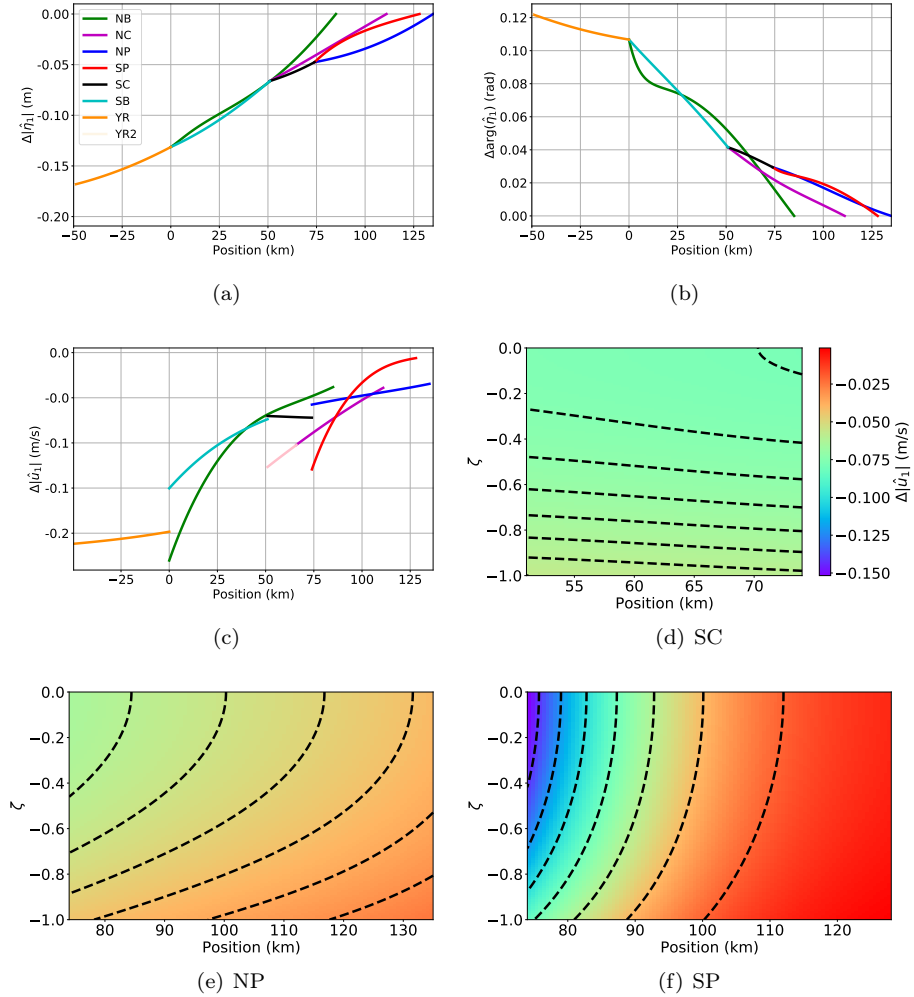 0.00
-0.05
-0.10
-0.15
-0.20
Δ|η̂₁| (m)
NB
NC
NP
SP
SC
SB
YR
YR2
-50 -25 0 25 50 75 100 125
Position (km)
(a)
0.12
0.10
0.08
0.06
0.04
0.02
0.00
Δarg(η̂₁) (rad)
-50 -25 0 25 50 75 100 125
Position (km)
(b)
0.0
-0.0
-0.1
-0.1
-0.2
Δ|û₁| (m/s)
-25 0 25 50 75 100 125
Position (km)
(c)
0.0
−0.2
−0.4
−0.6
−0.8
−1.0
ζ
55 60 65 70
Position (km)
−0.025
−0.050
−0.075
−0.100
−0.125
−0.150
Δ|û₁| (m/s)
(d) SC
0.0
−0.2
−0.4
−0.6
−0.8
−1.0
ζ
80 90 100 110 120 130
Position (km)
(e) NP
0.0
−0.2
−0.4
−0.6
−0.8
−1.0
ζ
80 90 100 110 120
Position (km)
(f) SP